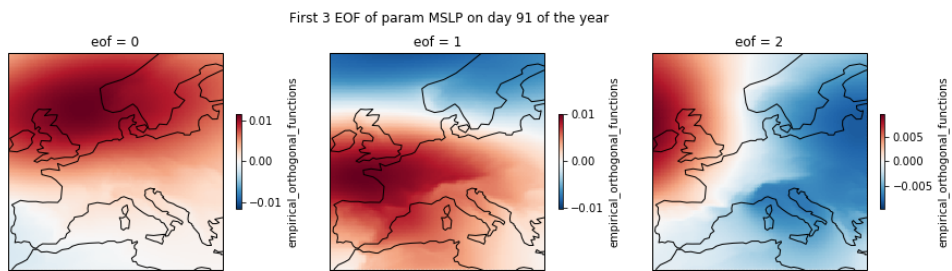 First 3 EOF of param MSLP on day 91 of the year
eof = 0
0.01
0.00
−0.01
empirical_orthogonal_functions
eof = 1
0.01
0.00
−0.01
empirical_orthogonal_functions
eof = 2
0.005
0.000
−0.005
empirical_orthogonal_functions